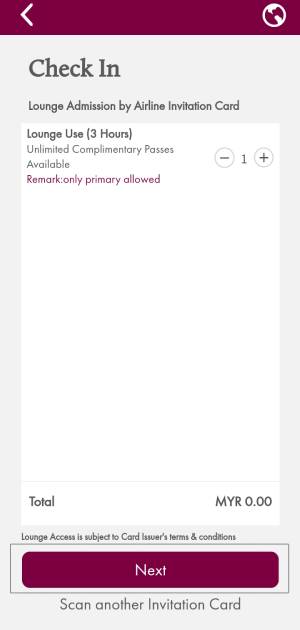 Check In
Lounge Admission by Airline Invitation Card
Lounge Use (3 Hours)
Unlimited Complimentary Passes
Available
Remark:only primary allowed
1
Total MYR 0.00
Lounge Access is subject to Card Issuer's terms & conditions
Next
Scan another Invitation Card